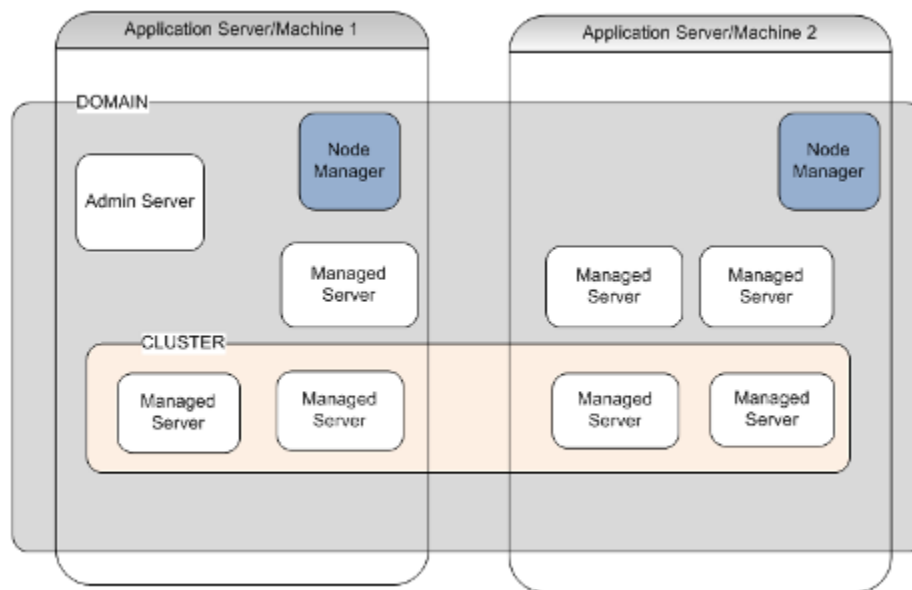 Application Server/Machine 1
Application Server/Machine 2
DOMAIN
Node
Manager
Node
Manager
Admin Server
Managed
Server
Managed
Server
Managed
Server
CLUSTER
Managed
Server
Managed
Server
Managed
Server
Managed
Server